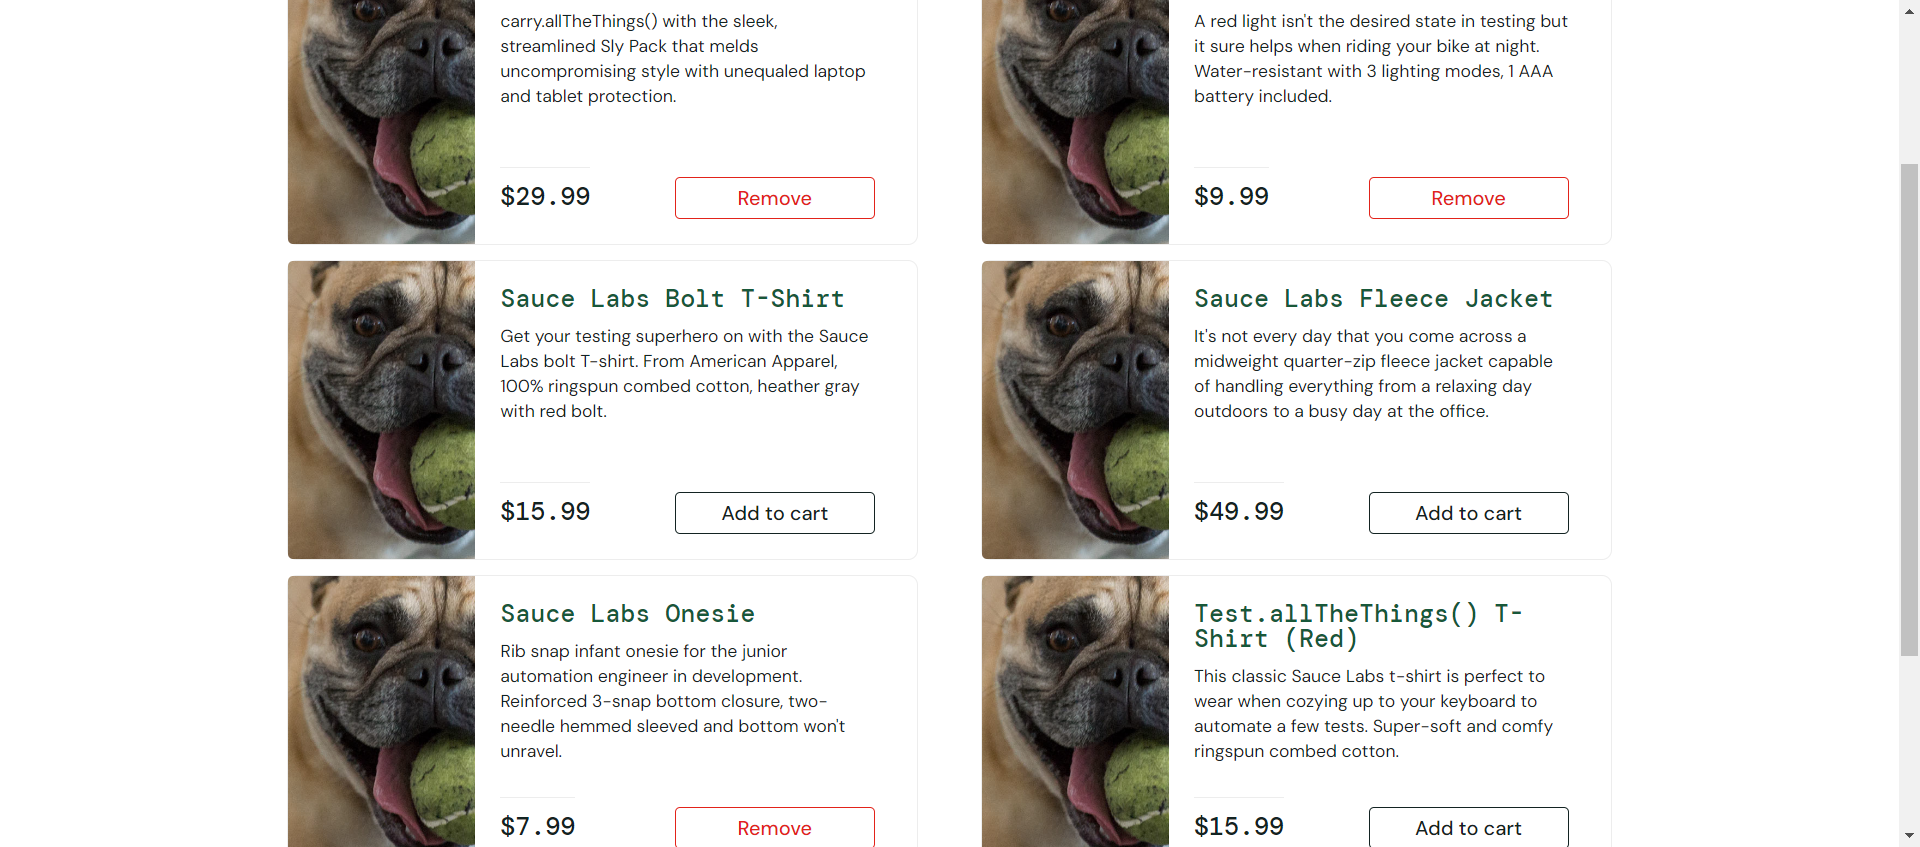 carry.allTheThings() with the sleek,
streamlined Sly Pack that melds
uncompromising style with unequaled laptop
and tablet protection.
$29.99
Remove
A red light isn't the desired state in testing but
it sure helps when riding your bike at night.
Water-resistant with 3 lighting modes, 1 AAA
battery included.
$9.99
Remove
Sauce Labs Bolt T-Shirt
Get your testing superhero on with the Sauce
Labs bolt T-shirt. From American Apparel,
100% ringspun combed cotton, heather gray
with red bolt.
$15.99
Add to cart
Sauce Labs Fleece Jacket
It's not every day that you come across a
midweight quarter-zip fleece jacket capable
of handling everything from a relaxing day
outdoors to a busy day at the office.
$49.99
Add to cart
Sauce Labs Onesie
Rib snap infant onesie for the junior
automation engineer in development.
Reinforced 3-snap bottom closure, two-
needle hemmed sleeved and bottom won't
unravel.
$7.99
Remove
Test.allTheThings() T-
Shirt (Red)
This classic Sauce Labs t-shirt is perfect to
wear when cozying up to your keyboard to
automate a few tests. Super-soft and comfy
ringspun combed cotton.
$15.99
Add to cart